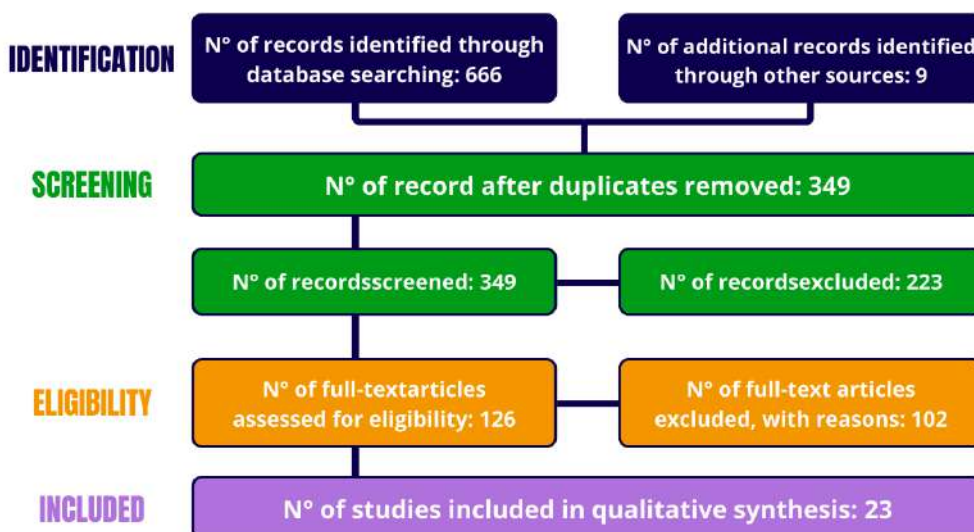 IDENTIFICATION
N° of records identified through
database searching: 666
N° of additional records identified
through other sources: 9
SCREENING
N° of record after duplicates removed: 349
N° of recordsscreened: 349
N° of recordsexcluded: 223
ELIGIBILITY
N° of full-textarticles
assessed for eligibility: 126
N° of full-text articles
excluded, with reasons: 102
INCLUDED
N° of studies included in qualitative synthesis: 23